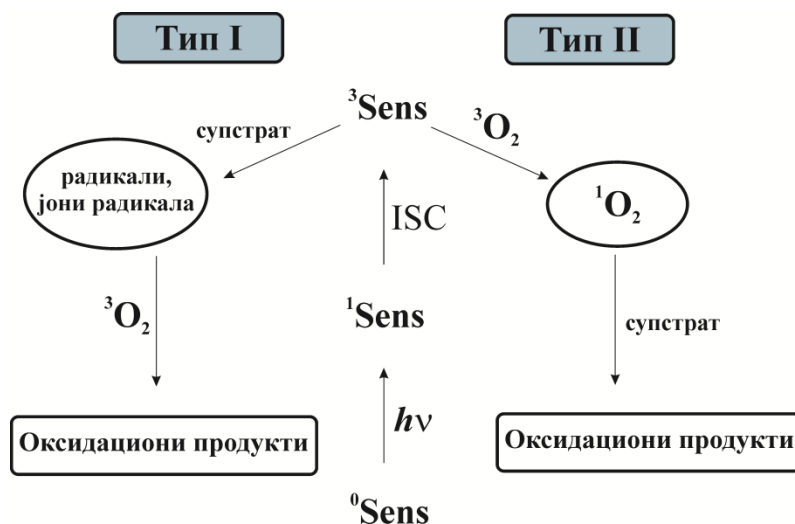 Тип I
Тип II
³Sens
супстрат
³O₂
радикали,
јони радикала
¹O₂
ISC
³O₂
¹Sens
супстрат
hν
Оксидациони продукти
Оксидациони продукти
⁰Sens